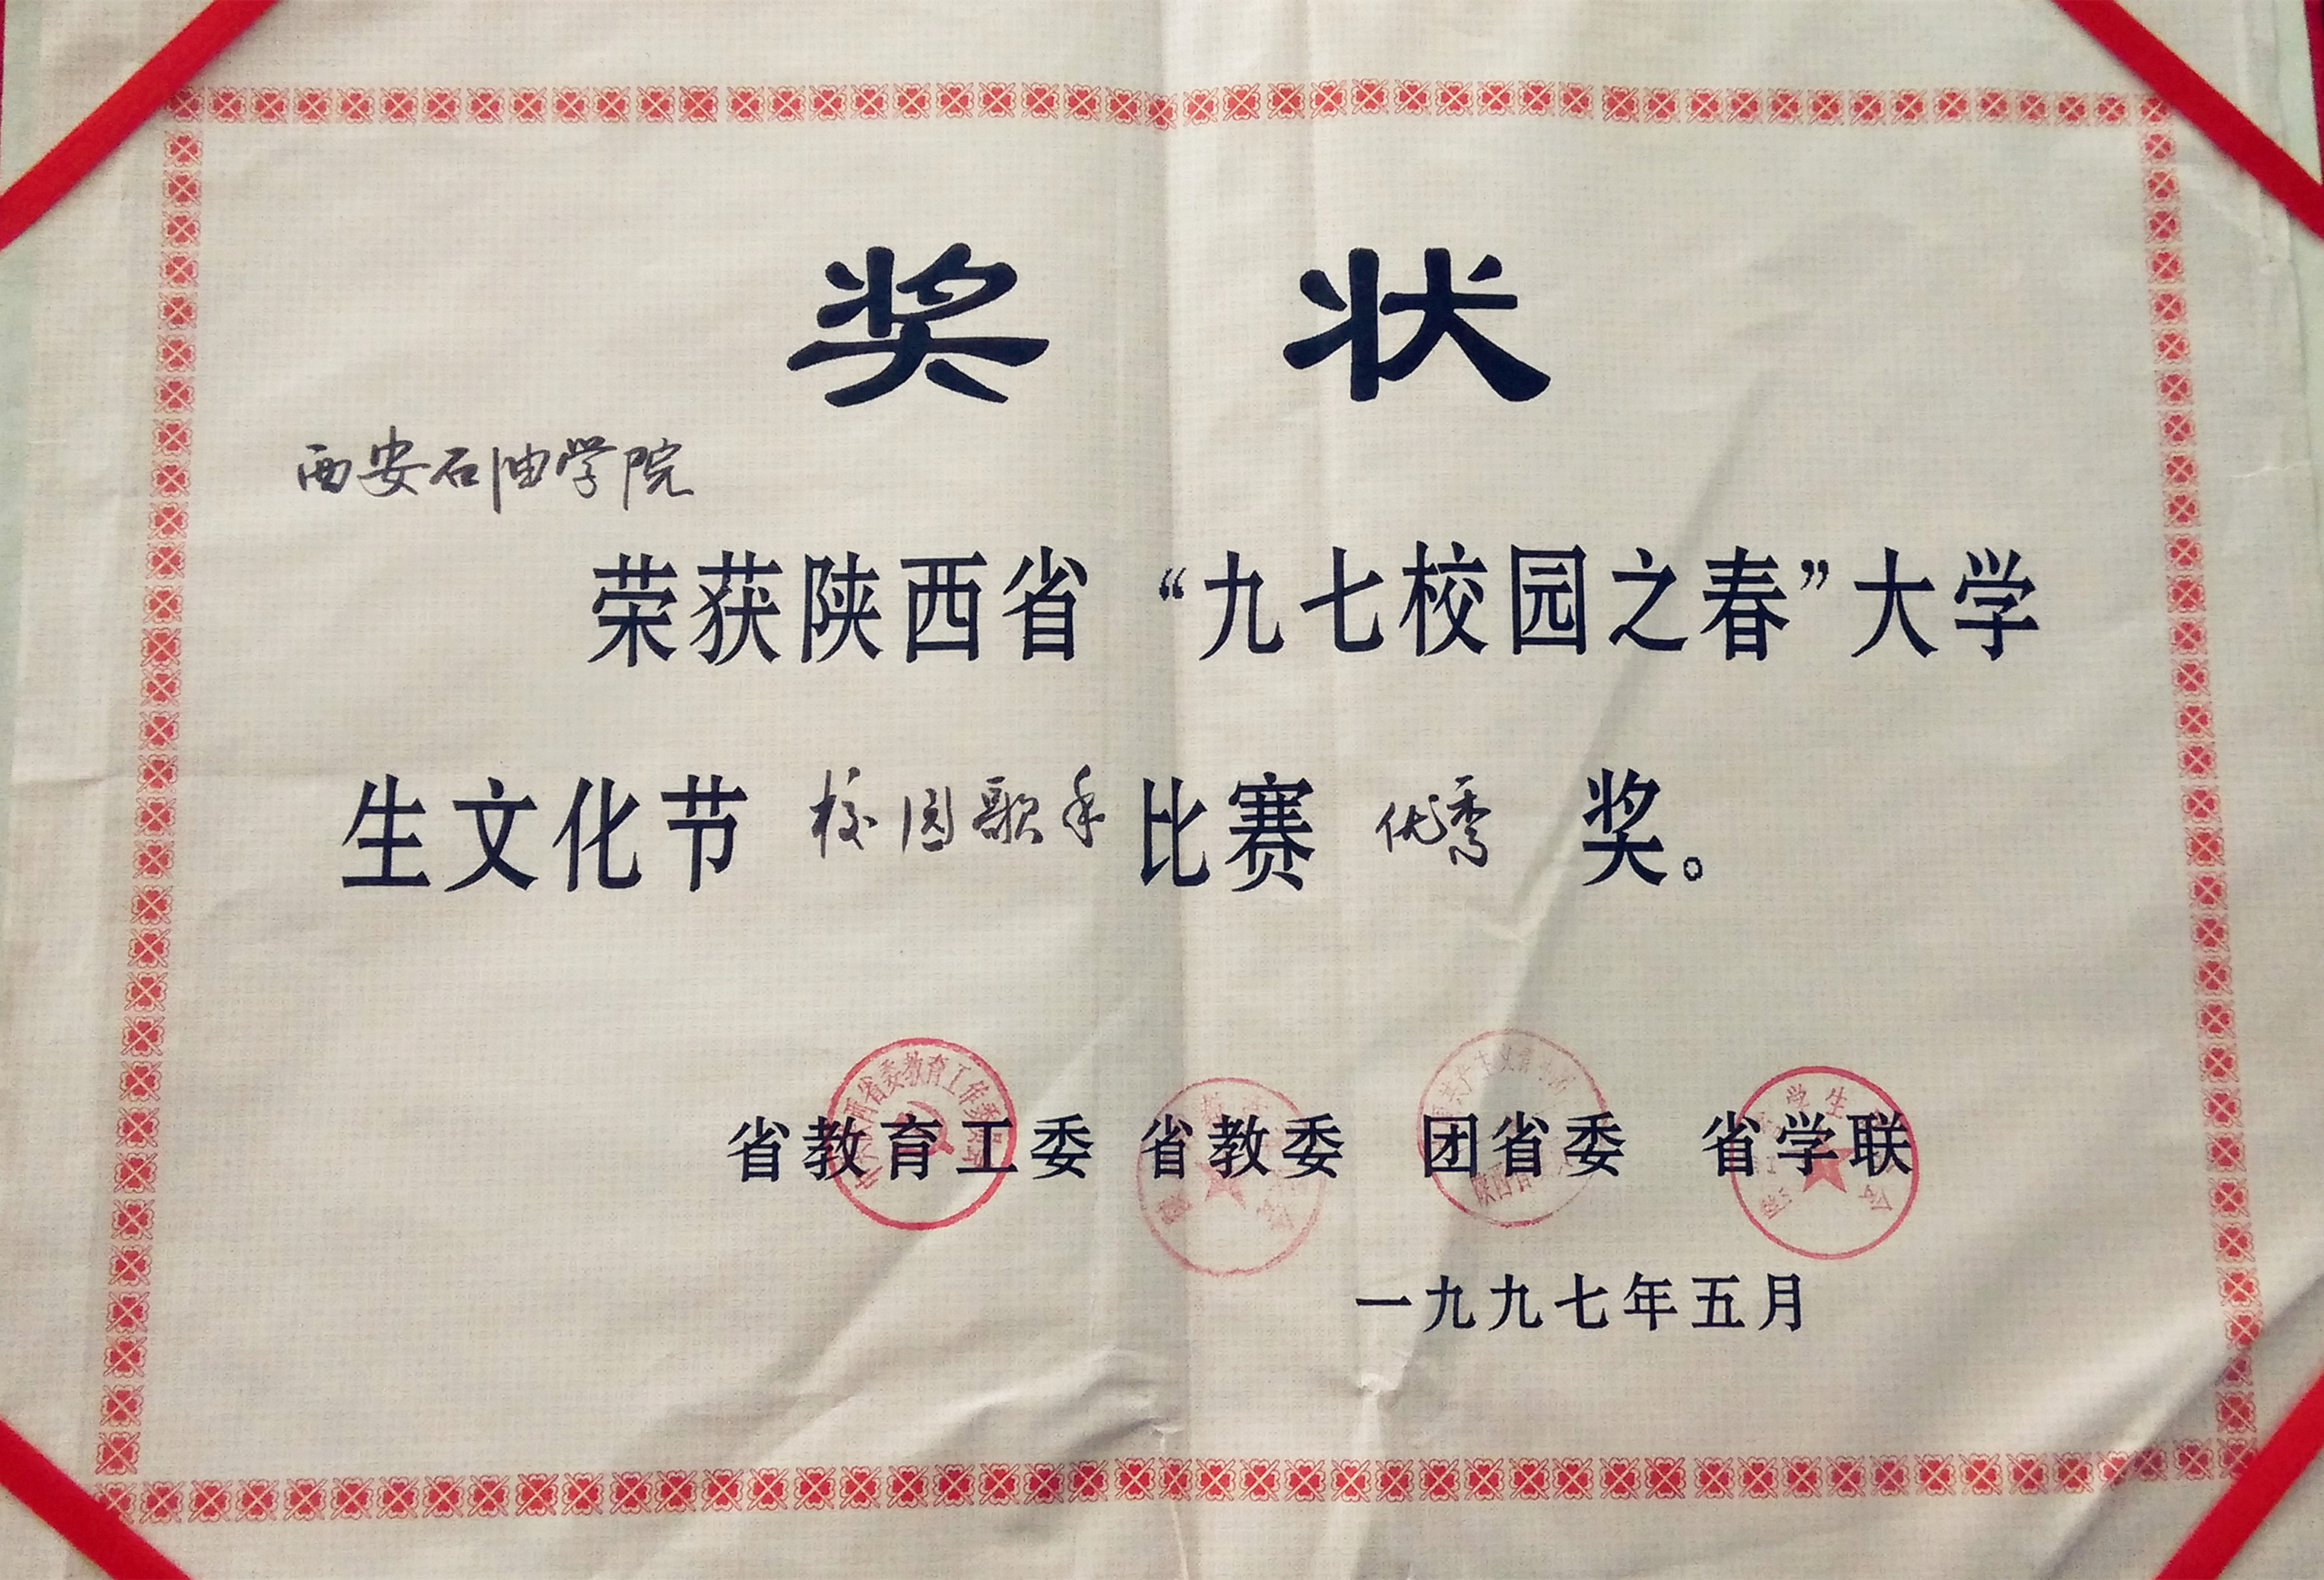 奖 状
西安石油学院
荣获陕西省“九七校园之春”大学
生文化节 校园歌手 比赛 优秀 奖。
省教育工委 省教委 团省委 省学联
一九九七年五月